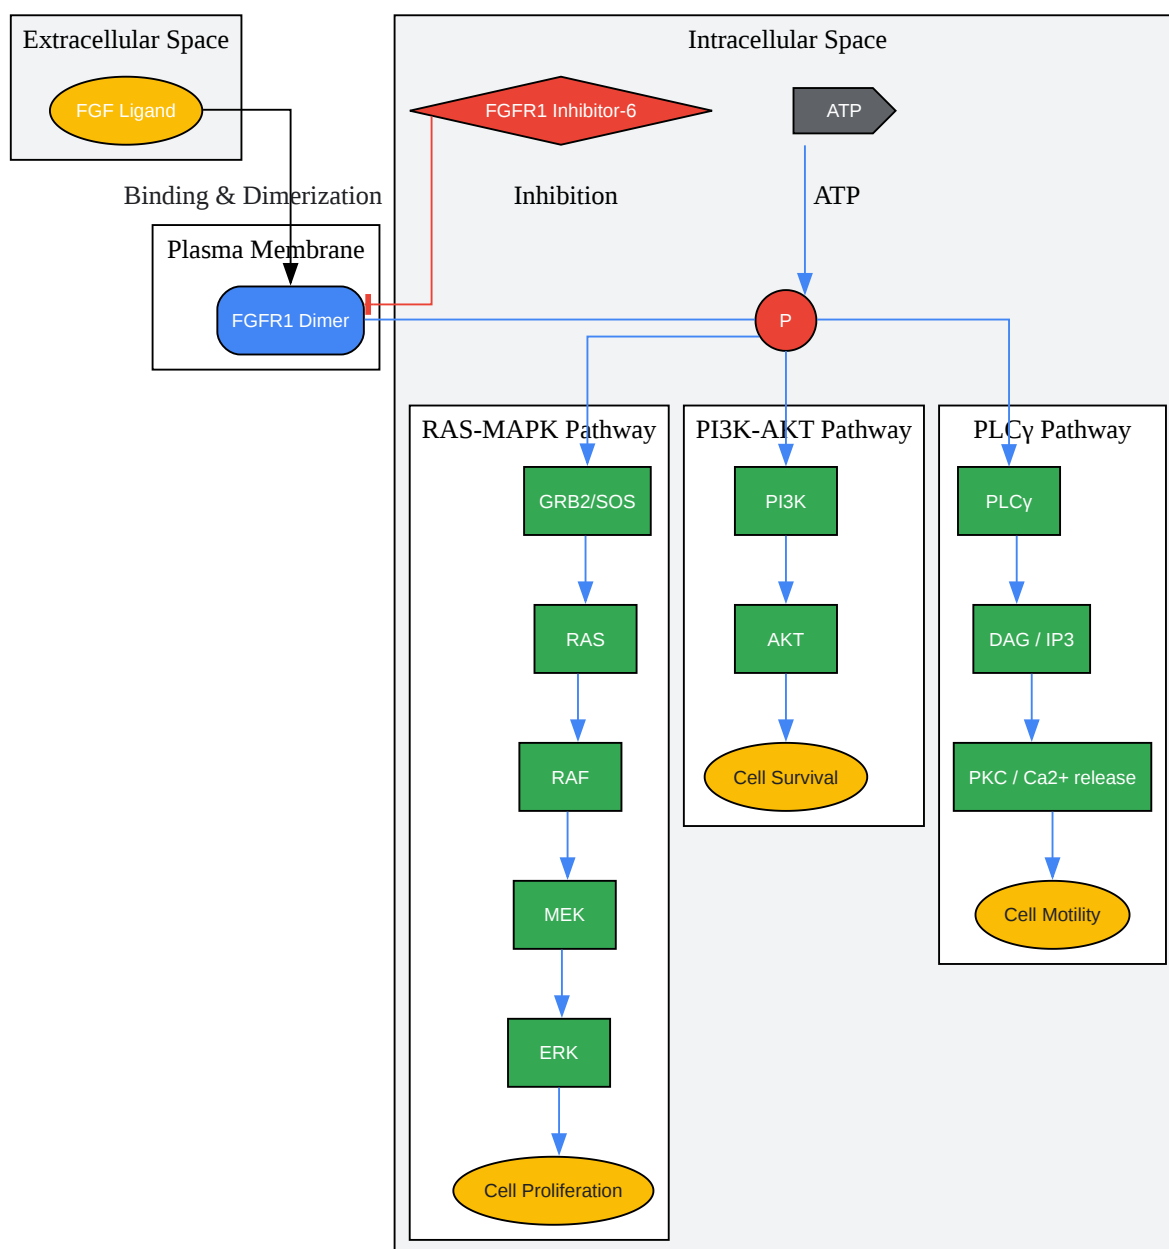 Extracellular Space
Intracellular Space
FGF Ligand
FGFR1 Inhibitor-6
ATP
Binding & Dimerization
Inhibition
ATP
Plasma Membrane
FGFR1 Dimer
P
RAS-MAPK Pathway
PI3K-AKT Pathway
PLCγ Pathway
GRB2/SOS
PI3K
PLCγ
RAS
AKT
DAG / IP3
RAF
Cell Survival
PKC / Ca2+ release
MEK
Cell Motility
ERK
Cell Proliferation